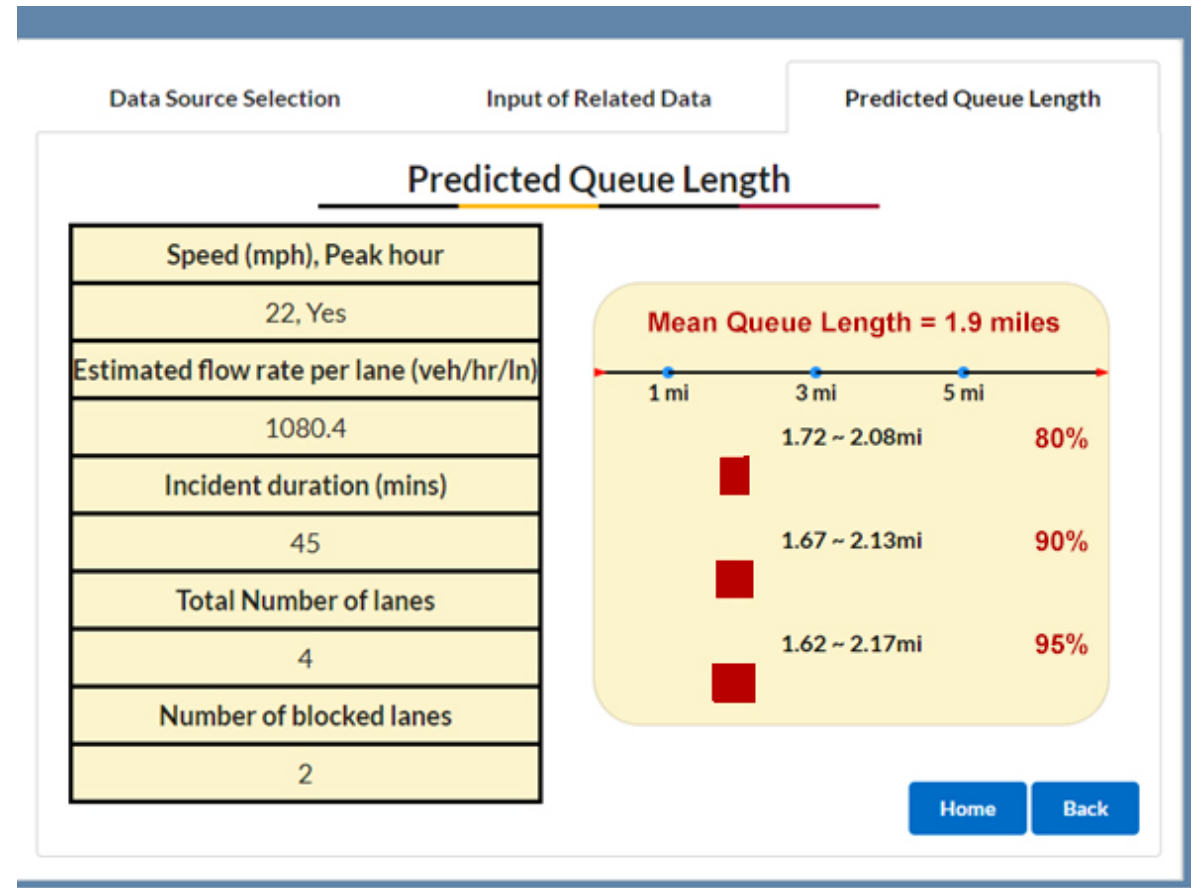 Data Source Selection
Input of Related Data
Predicted Queue Length
Predicted Queue Length
Speed (mph), Peak hour
22, Yes
Estimated flow rate per lane (veh/hr/ln)
1080.4
Incident duration (mins)
45
Total Number of lanes
4
Number of blocked lanes
2
Mean Queue Length = 1.9 miles
1 mi
3 mi
5 mi
1.72 ~ 2.08mi
80%
1.67 ~ 2.13mi
90%
1.62 ~ 2.17mi
95%
Home
Back